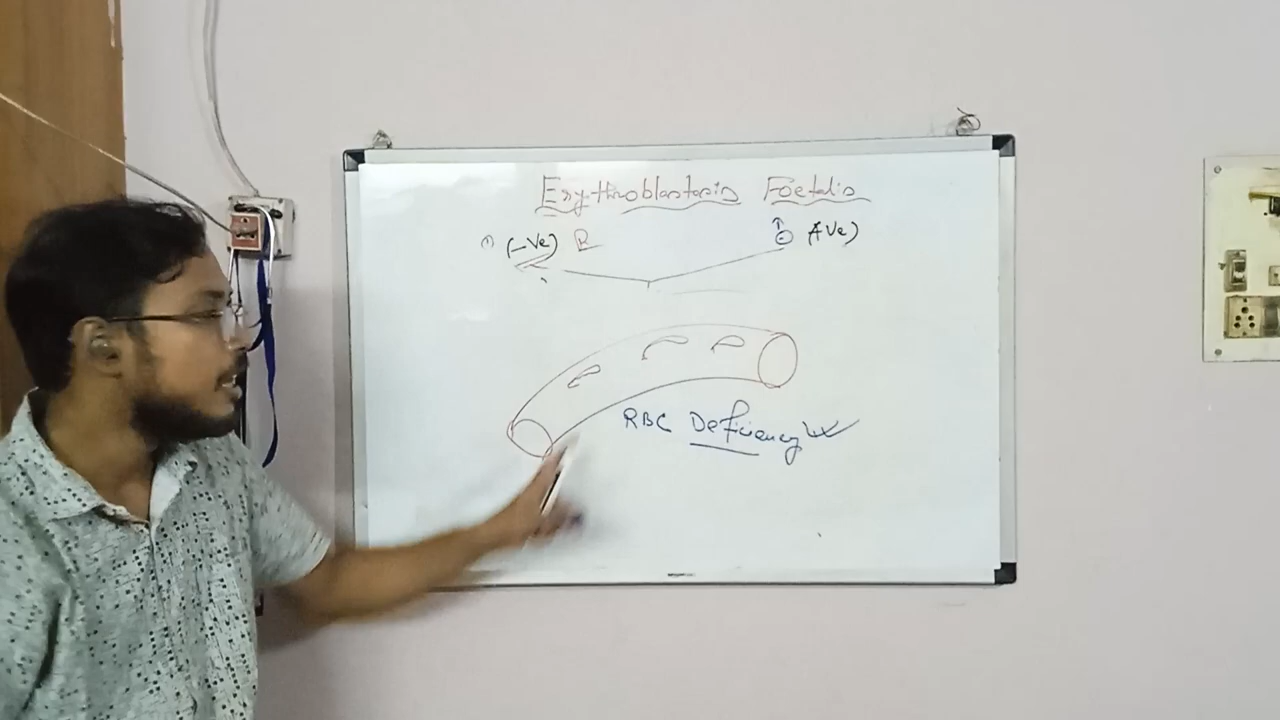 Erythroblastosis Foetalis
(-Ve) R (+Ve)
RBC Deficiency